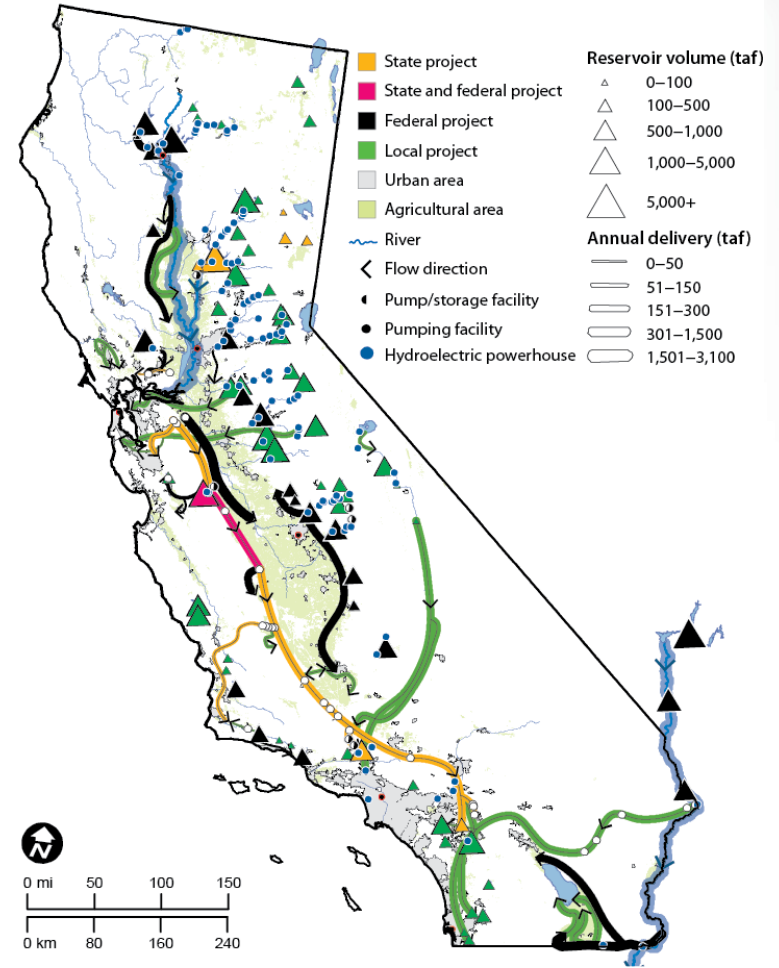 State project
State and federal project
Federal project
Local project
Urban area
Agricultural area
River
Flow direction
Pump/storage facility
Pumping facility
Hydroelectric powerhouse
Reservoir volume (taf)
0–100
100–500
500–1,000
1,000–5,000
5,000+
Annual delivery (taf)
0–50
51–150
151–300
301–1,500
1,501–3,100
N
0 mi 50 100 150
0 km 80 160 240